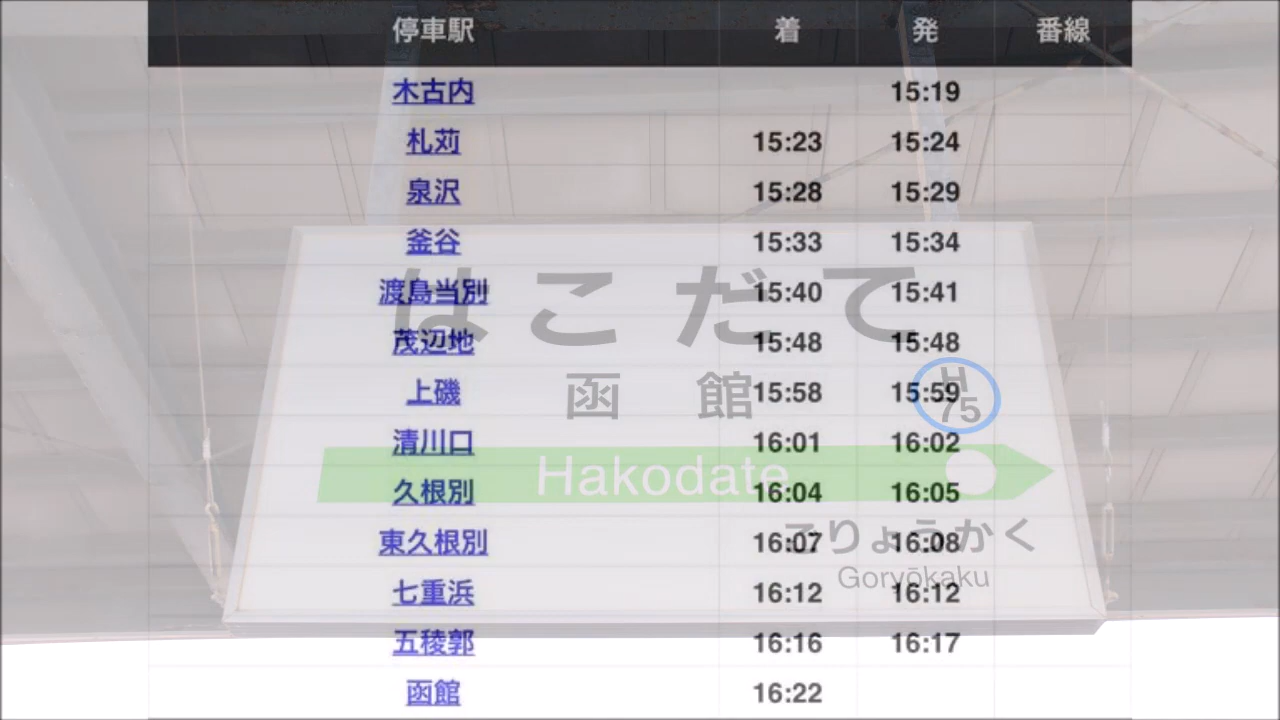 停車駅 着 発 番線
木古内 15:19
札苅 15:23 15:24
泉沢 15:28 15:29
釜谷 15:33 15:34
渡島当別 15:40 15:41
茂辺地 15:48 15:48
上磯 15:58 15:59
清川口 16:01 16:02
久根別 16:04 16:05
東久根別 16:07 16:08
七重浜 16:12 16:12
五稜郭 16:16 16:17
函館 16:22
はこだて
函館
H
75
Hakodate
ごりょうかく
Goryōkaku